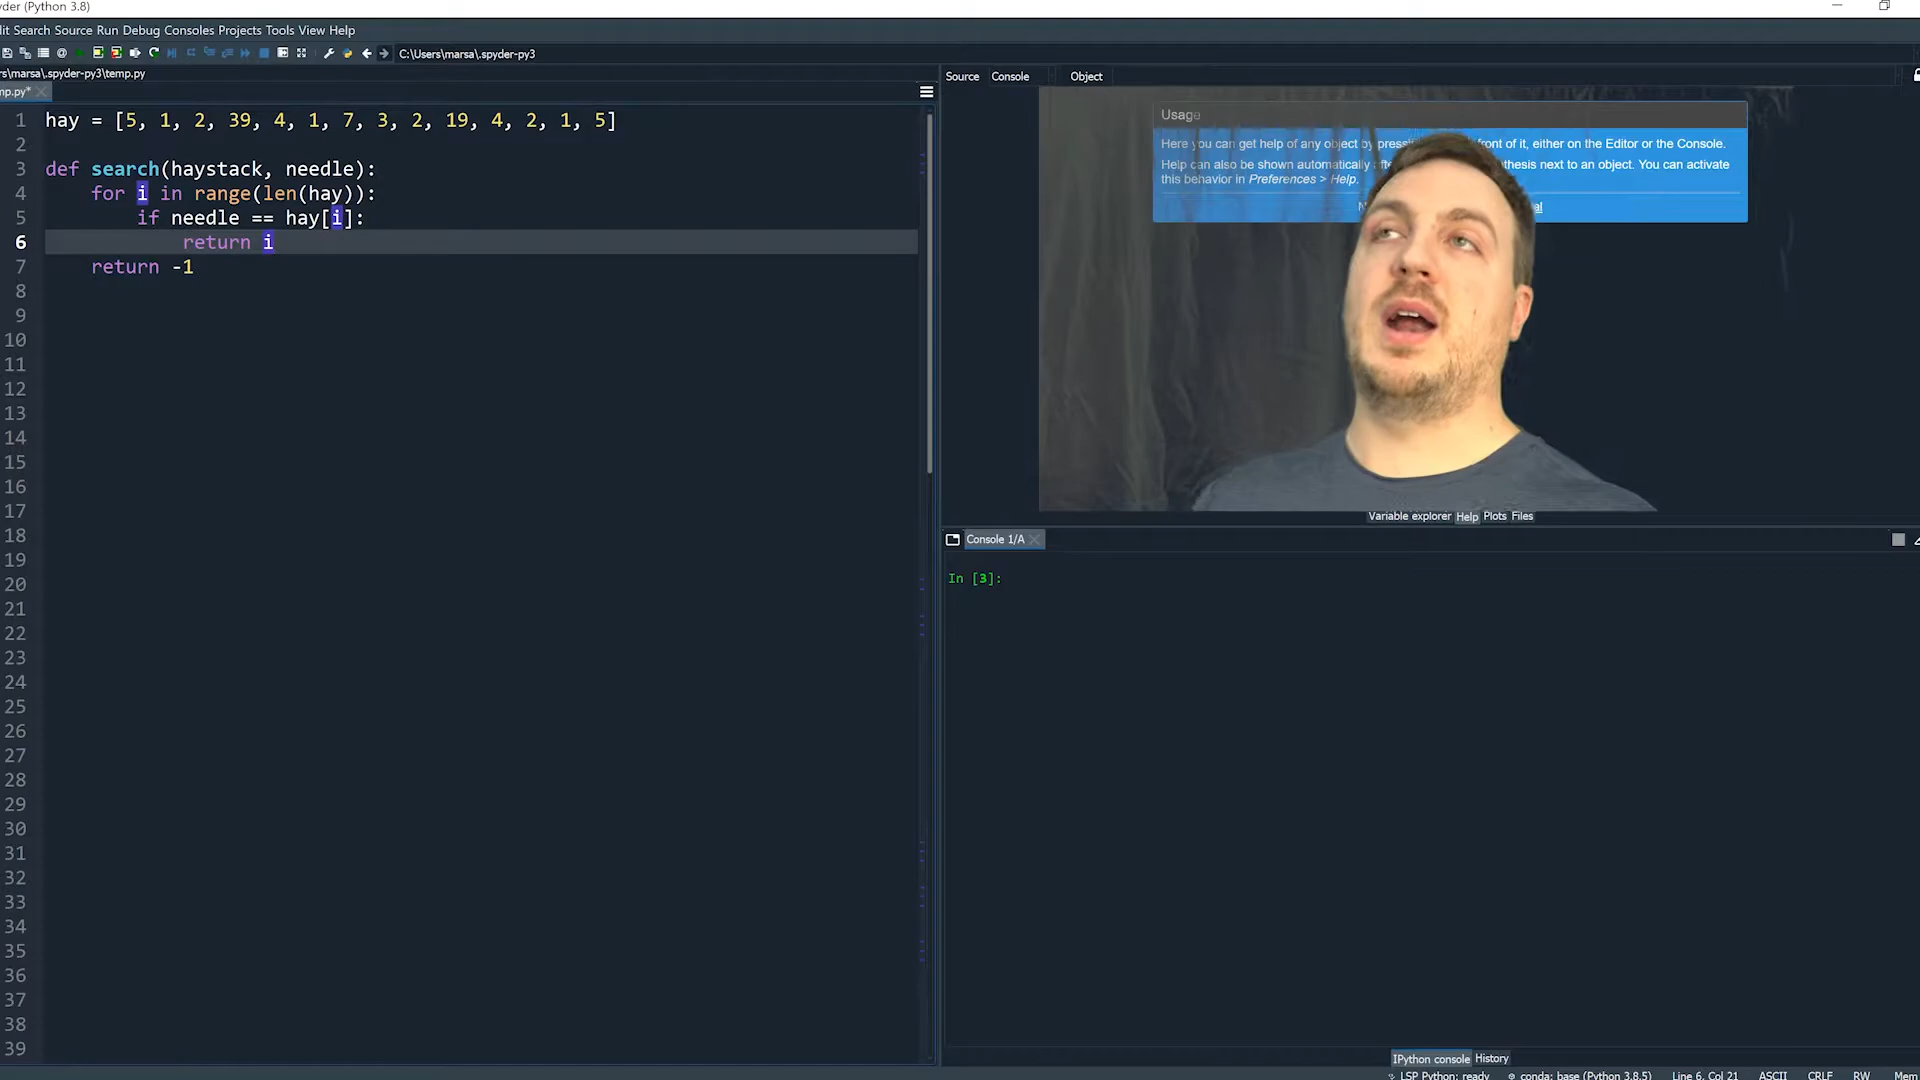 yder (Python 3.8)
it Search Source Run Debug Consoles Projects Tools View Help
C:\Users\marsa\.spyder-py3
s\marsa\.spyder-py3\temp.py
mp.py*
1 hay = [5, 1, 2, 39, 4, 1, 7, 3, 2, 19, 4, 2, 1, 5]
2
3 def search(haystack, needle):
4 for i in range(len(hay)):
5 if needle == hay[i]:
6 return i
7 return -1
8
9
10
11
12
13
14
15
16
17
18
19
20
21
22
23
24
25
26
27
28
29
30
31
32
33
34
35
36
37
38
39
Source Console Object
Usage
Here you can get help of any object by pressi front of it, either on the Editor or the Console.
Help can also be shown automatically nthesis next to an object. You can activate
this behavior in Preferences > Help.
Variable explorer Help Plots Files
Console 1/A
In [3]:
IPython console History
LSP Python: ready conda: base (Python 3.8.5) Line 6, Col 21 ASCII CRLF RW Mem